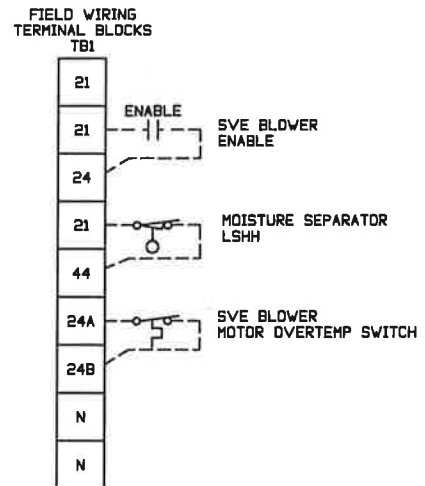 FIELD WIRING
TERMINAL BLOCKS
TB1
21
21
ENABLE
SVE BLOWER
ENABLE
24
21
MOISTURE SEPARATOR
LSHH
44
24A
SVE BLOWER
MOTOR OVERTEMP SWITCH
24B
N
N